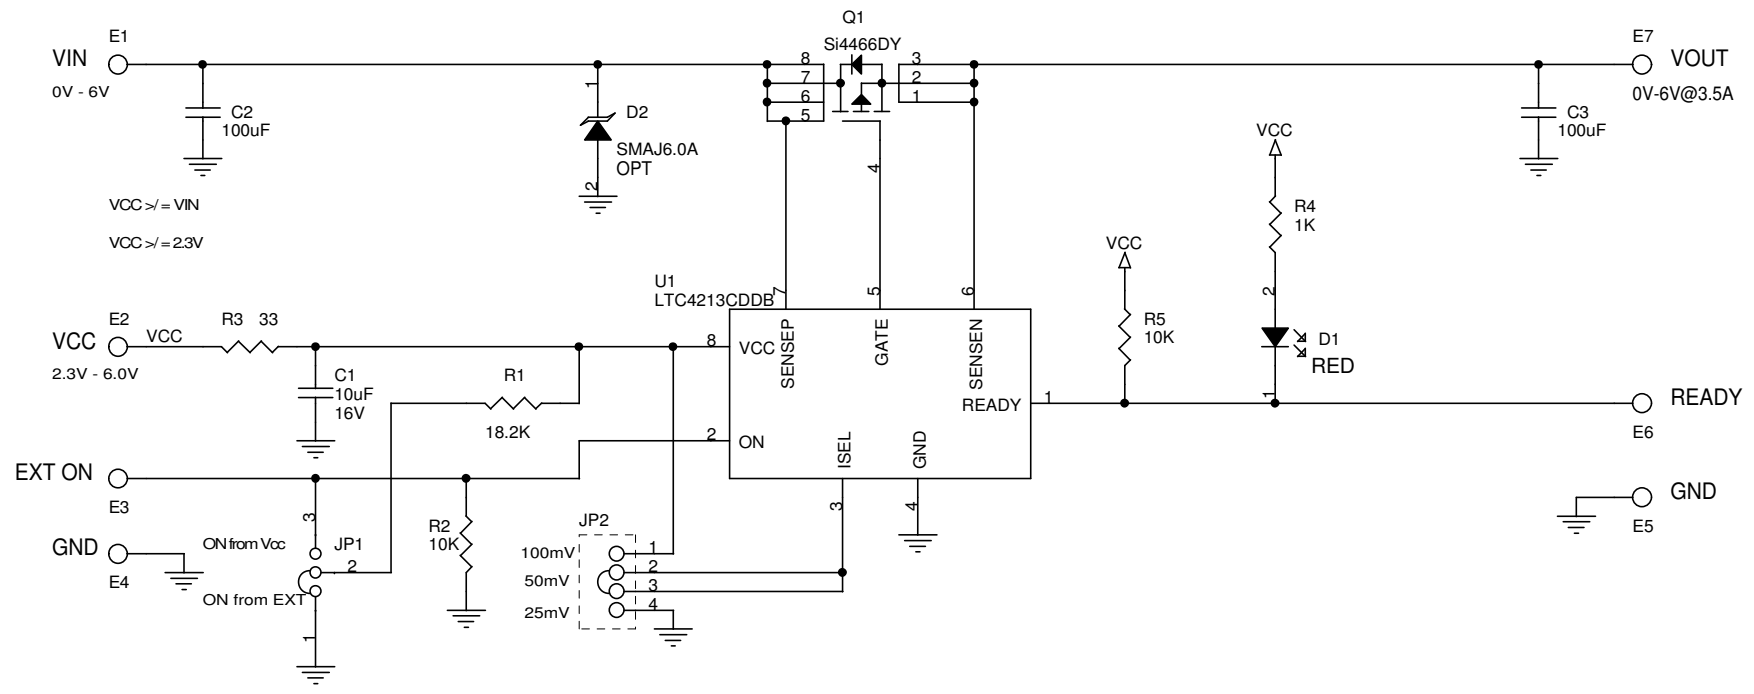 Q1
Si4466DY
E1
VIN
0V - 6V
C2
100uF
1
D2
SMAJ6.0A
OPT
2
8
7
6
5
3
2
1
4
E7
VOUT
0V-6V@3.5A
C3
100uF
VCC
R4
1K
VCC >/= VIN
VCC >/= 2.3V
VCC
R5
10K
2
D1
RED
1
U1
LTC4213CDDB
7
5
6
SENSEP
GATE
SENSEN
8
VCC
READY
1
2
ON
ISEL
GND
3
4
E2
VCC
VCC
2.3V - 6.0V
R3 33
C1
10uF
16V
R1
18.2K
READY
E6
EXT ON
E3
GND
E4
3
ON from Vcc
JP1
2
ON from EXT
1
R2
10K
JP2
100mV
1
2
50mV
3
25mV
4
GND
E5